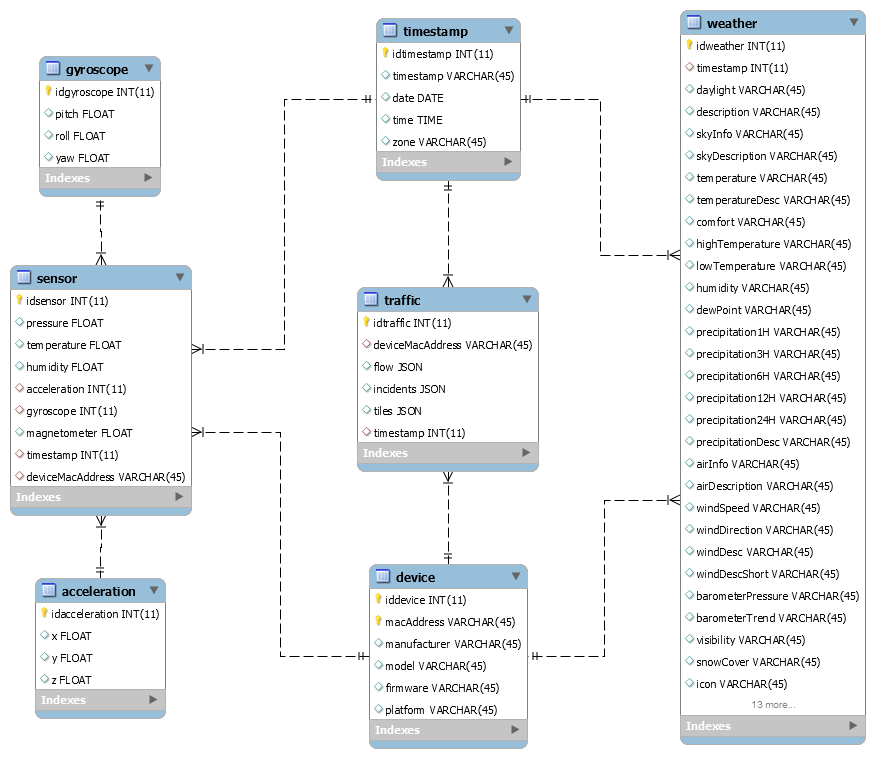 gyroscope
idgyroscope INT(11)
pitch FLOAT
roll FLOAT
yaw FLOAT
Indexes
sensor
idsensor INT(11)
pressure FLOAT
temperature FLOAT
humidity FLOAT
acceleration INT(11)
gyroscope INT(11)
magnetometer FLOAT
timestamp INT(11)
deviceMacAddress VARCHAR(45)
Indexes
acceleration
idacceleration INT(11)
x FLOAT
y FLOAT
z FLOAT
Indexes
timestamp
idtimestamp INT(11)
timestamp VARCHAR(45)
date DATE
time TIME
zone VARCHAR(45)
Indexes
traffic
idtraffic INT(11)
deviceMacAddress VARCHAR(45)
flow JSON
incidents JSON
tiles JSON
timestamp INT(11)
Indexes
device
iddevice INT(11)
macAddress VARCHAR(45)
manufacturer VARCHAR(45)
model VARCHAR(45)
firmware VARCHAR(45)
platform VARCHAR(45)
Indexes
weather
idweather INT(11)
timestamp INT(11)
daylight VARCHAR(45)
description VARCHAR(45)
skyInfo VARCHAR(45)
skyDescription VARCHAR(45)
temperature VARCHAR(45)
temperatureDesc VARCHAR(45)
comfort VARCHAR(45)
highTemperature VARCHAR(45)
lowTemperature VARCHAR(45)
humidity VARCHAR(45)
dewPoint VARCHAR(45)
precipitation1H VARCHAR(45)
precipitation3H VARCHAR(45)
precipitation6H VARCHAR(45)
precipitation12H VARCHAR(45)
precipitation24H VARCHAR(45)
precipitationDesc VARCHAR(45)
airInfo VARCHAR(45)
airDescription VARCHAR(45)
windSpeed VARCHAR(45)
windDirection VARCHAR(45)
windDesc VARCHAR(45)
windDescShort VARCHAR(45)
barometerPressure VARCHAR(45)
barometerTrend VARCHAR(45)
visibility VARCHAR(45)
snowCover VARCHAR(45)
icon VARCHAR(45)
13 more...
Indexes